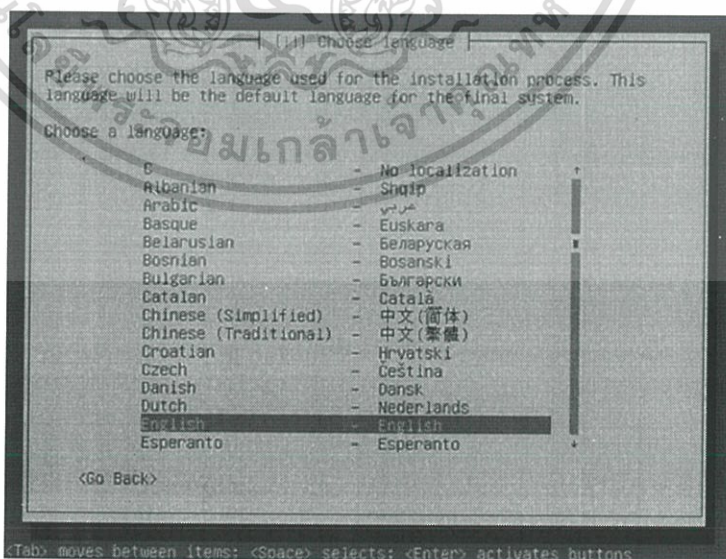 [!!] Choose language
Please choose the language used for the installation process. This
language will be the default language for the final system.
Choose a language:
C - No localization
Albanian - Shqip
Arabic - عربي
Basque - Euskara
Belarusian - Беларуская
Bosnian - Bosanski
Bulgarian - Български
Catalan - Català
Chinese (Simplified) - 中文(简体)
Chinese (Traditional) - 中文(繁體)
Croatian - Hrvatski
Czech - Čeština
Danish - Dansk
Dutch - Nederlands
English - English
Esperanto - Esperanto
<Go Back>
<Tab> moves between items; <Space> selects; <Enter> activates buttons